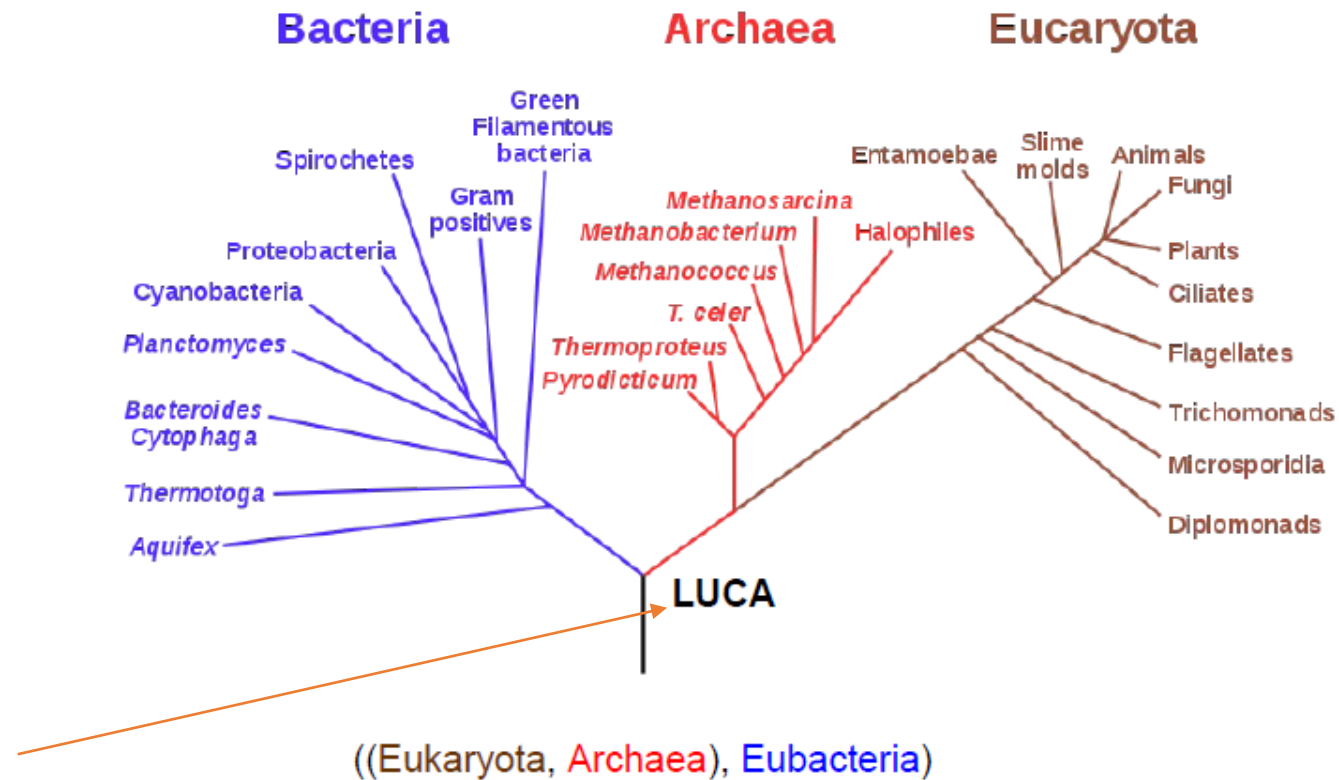 Bacteria
Archaea
Eucaryota
Green
Filamentous
bacteria
Spirochetes
Gram
positives
Proteobacteria
Cyanobacteria
Planctomyces
Bacteroides
Cytophaga
Thermotoga
Aquifex
Methanosarcina
Methanobacterium
Halophiles
Methanococcus
T. celer
Thermoproteus
Pyrodicticum
Entamoebae
Slime
molds
Animals
Fungi
Plants
Ciliates
Flagellates
Trichomonads
Microsporidia
Diplomonads
LUCA
((Eukaryota, Archaea), Eubacteria)